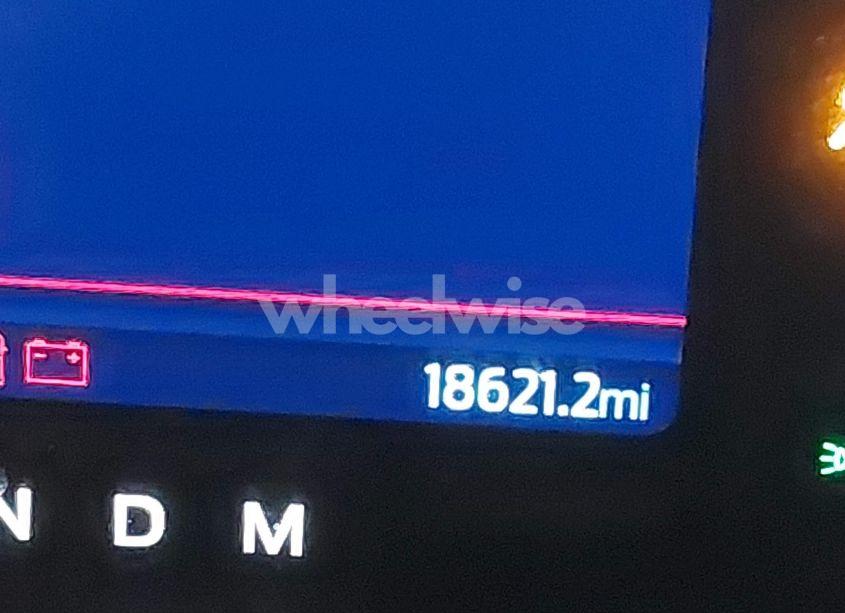 wheelwise
18621.2mi
N D M